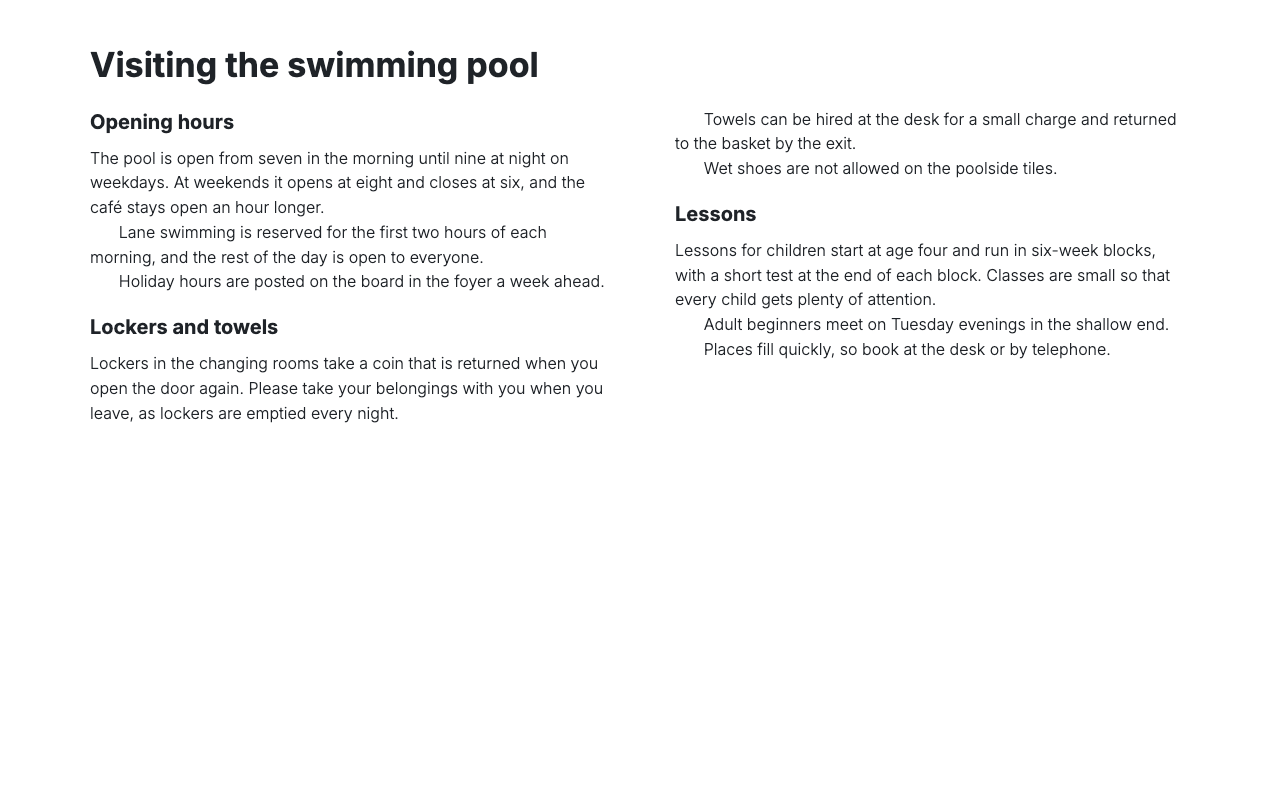 Visiting the swimming pool
Opening hours
The pool is open from seven in the morning until nine at night on
weekdays. At weekends it opens at eight and closes at six, and the
café stays open an hour longer.
Lane swimming is reserved for the first two hours of each
morning, and the rest of the day is open to everyone.
Holiday hours are posted on the board in the foyer a week ahead.
Lockers and towels
Lockers in the changing rooms take a coin that is returned when you
open the door again. Please take your belongings with you when you
leave, as lockers are emptied every night.
Towels can be hired at the desk for a small charge and returned
to the basket by the exit.
Wet shoes are not allowed on the poolside tiles.
Lessons
Lessons for children start at age four and run in six-week blocks,
with a short test at the end of each block. Classes are small so that
every child gets plenty of attention.
Adult beginners meet on Tuesday evenings in the shallow end.
Places fill quickly, so book at the desk or by telephone.